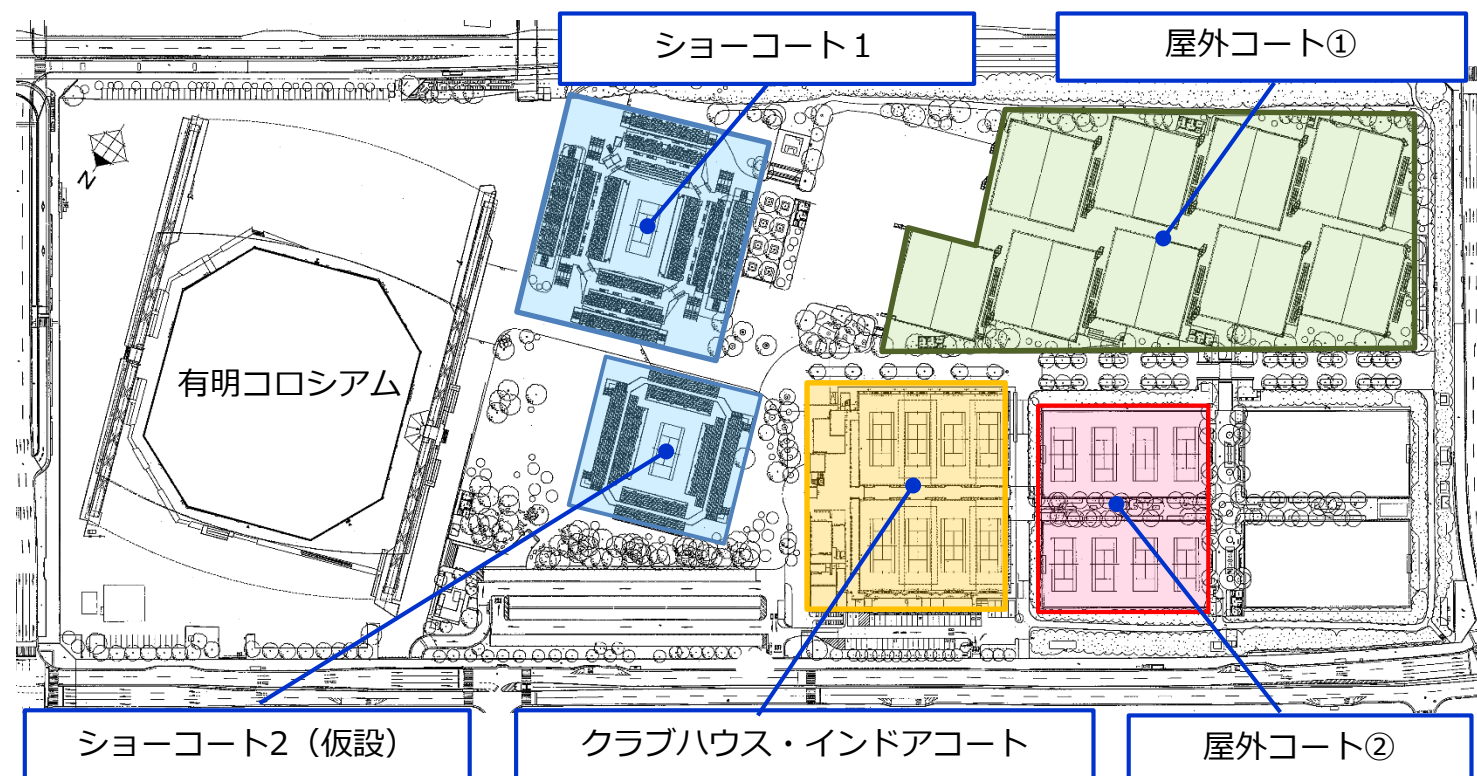 ショーコート１
屋外コート①
N
有明コロシアム
ショーコート2（仮設）
クラブハウス・インドアコート
屋外コート②